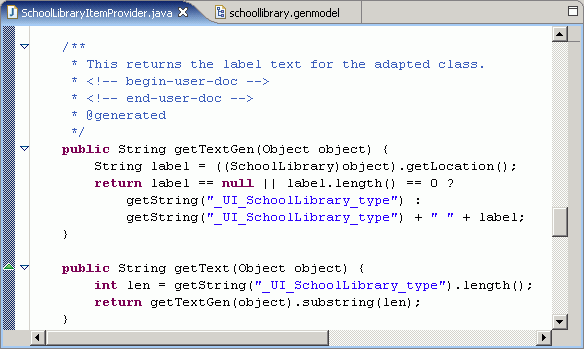 SchoolLibraryItemProvider.java
schoollibrary.genmodel
/**
* This returns the label text for the adapted class.
* <!-- begin-user-doc -->
* <!-- end-user-doc -->
* @generated
*/
public String getTextGen(Object object) {
String label = ((SchoolLibrary)object).getLocation();
return label == null || label.length() == 0 ?
getString("_UI_SchoolLibrary_type") :
getString("_UI_SchoolLibrary_type") + " " + label;
}
public String getText(Object object) {
int len = getString("_UI_SchoolLibrary_type").length();
return getTextGen(object).substring(len);
}